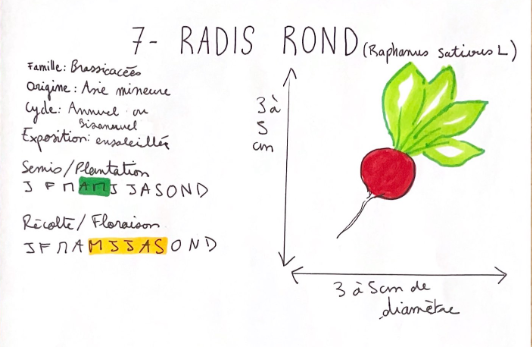 7- RADIS ROND (Raphanus sativus L)
Famille: Brassicacées
Origine: Asie mineure
Cycle: Annuel ou
Bisannuel
Exposition: ensoleillée
Semis/Plantation
J F M A M J J A S O N D
Récolte/Floraison
J F M A M J J A S O N D
3 à
5
cm
3 à 5cm de
diamètre